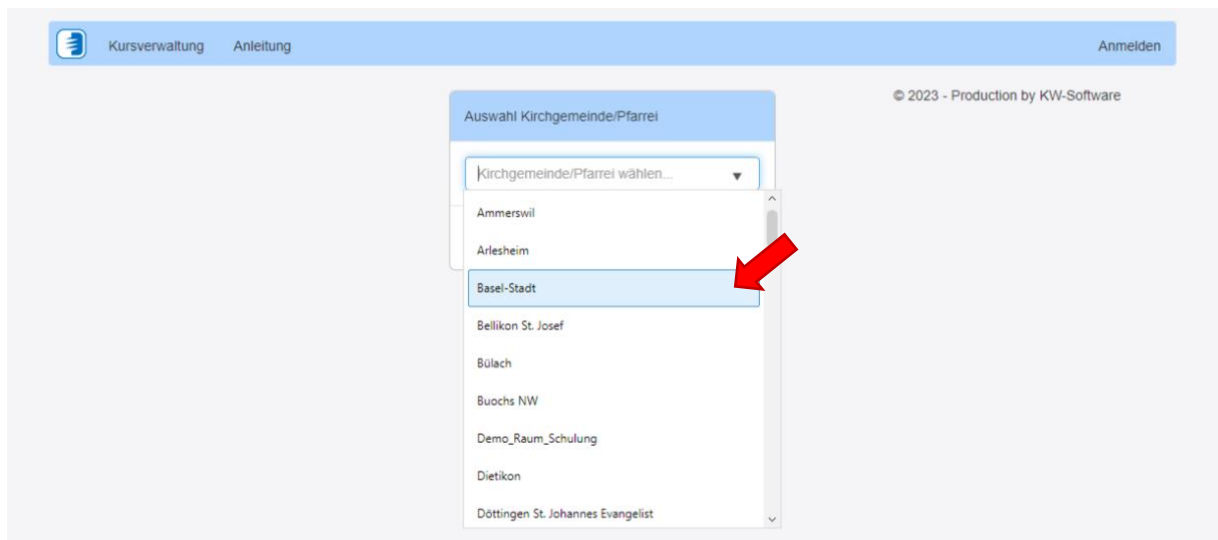 Kursverwaltung Anleitung Anmelden
© 2023 - Production by KW-Software
Auswahl Kirchgemeinde/Pfarrei
Kirchgemeinde/Pfarrei wählen...
Ammerswil
Arlesheim
Basel-Stadt
Bellikon St. Josef
Bülach
Buochs NW
Demo_Raum_Schulung
Dietikon
Döttingen St. Johannes Evangelist